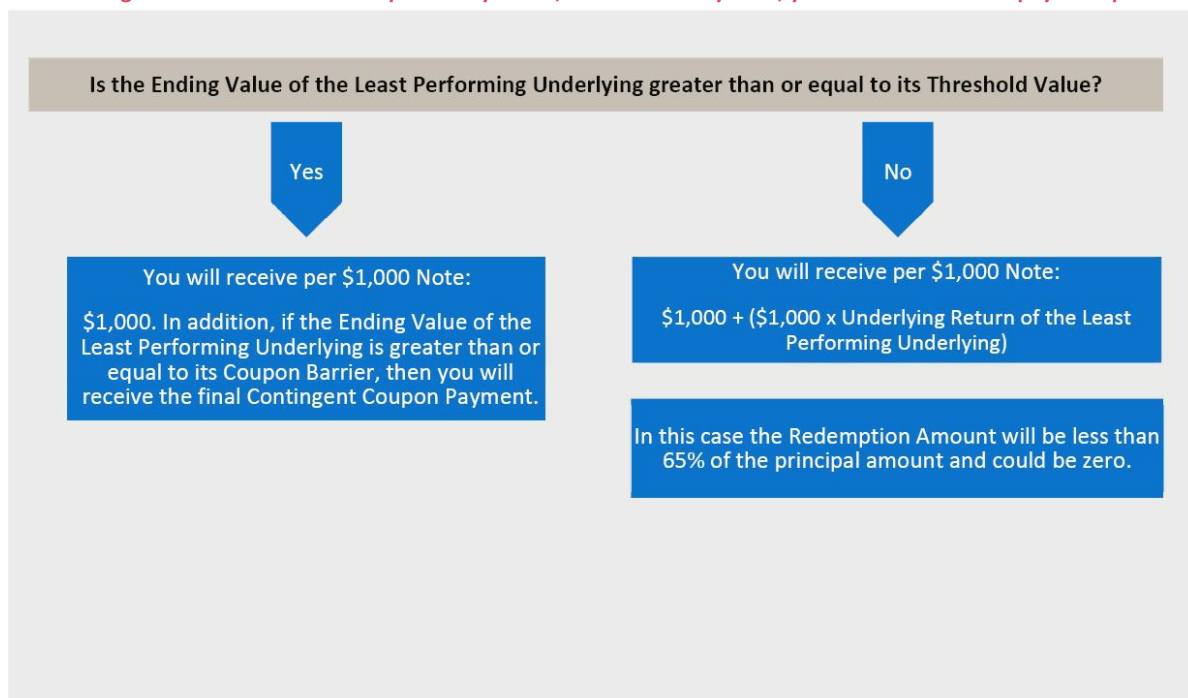 Is the Ending Value of the Least Performing Underlying greater than or equal to its Threshold Value?
Yes
No
You will receive per $1,000 Note:
$1,000. In addition, if the Ending Value of the
Least Performing Underlying is greater than or
equal to its Coupon Barrier, then you will
receive the final Contingent Coupon Payment.
You will receive per $1,000 Note:
$1,000 + ($1,000 x Underlying Return of the Least
Performing Underlying)
In this case the Redemption Amount will be less than
65% of the principal amount and could be zero.